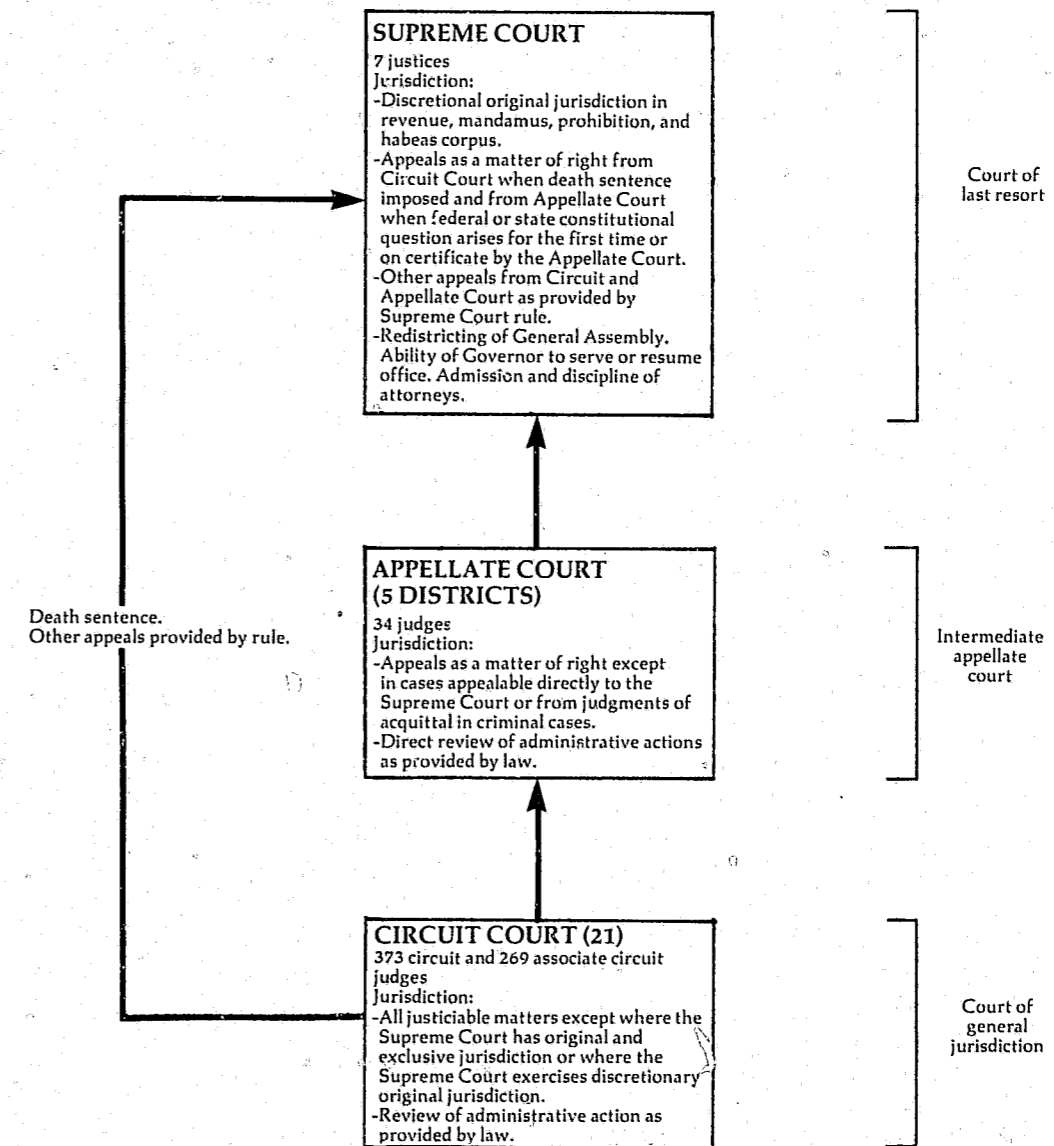 SUPREME COURT
7 justices
Jurisdiction:
-Discretional original jurisdiction in
revenue, mandamus, prohibition, and
habeas corpus.
-Appeals as a matter of right from
Circuit Court when death sentence
imposed and from Appellate Court
when federal or state constitutional
question arises for the first time or
on certificate by the Appellate Court.
-Other appeals from Circuit and
Appellate Court as provided by
Supreme Court rule.
-Redistricting of General Assembly.
Ability of Governor to serve or resume
office. Admission and discipline of
attorneys.
Court of
last resort
Death sentence.
Other appeals provided by rule.
APPELLATE COURT
(5 DISTRICTS)
34 judges
Jurisdiction:
-Appeals as a matter of right except
in cases appealable directly to the
Supreme Court or from judgments of
acquittal in criminal cases.
-Direct review of administrative actions
as provided by law.
Intermediate
appellate
court
CIRCUIT COURT (21)
373 circuit and 269 associate circuit
judges
Jurisdiction:
-All justiciable matters except where the
Supreme Court has original and
exclusive jurisdiction or where the
Supreme Court exercises discretionary
original jurisdiction.
-Review of administrative action as
provided by law.
Court of
general
jurisdiction